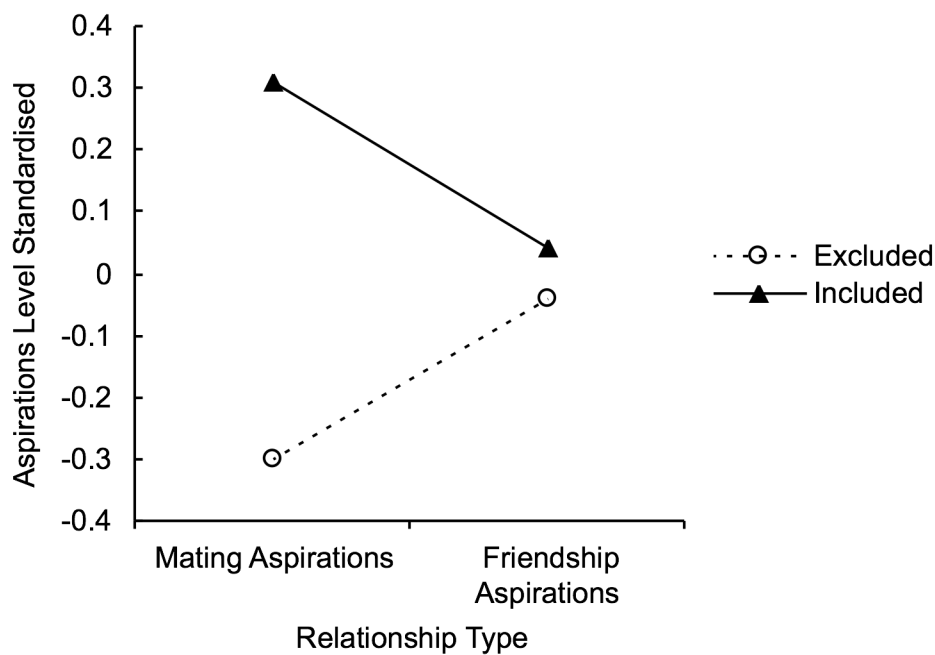 0.4
0.3
0.2
0.1
0
-0.1
-0.2
-0.3
-0.4
Aspirations Level Standardised
Mating Aspirations
Friendship
Aspirations
Relationship Type
Excluded
Included